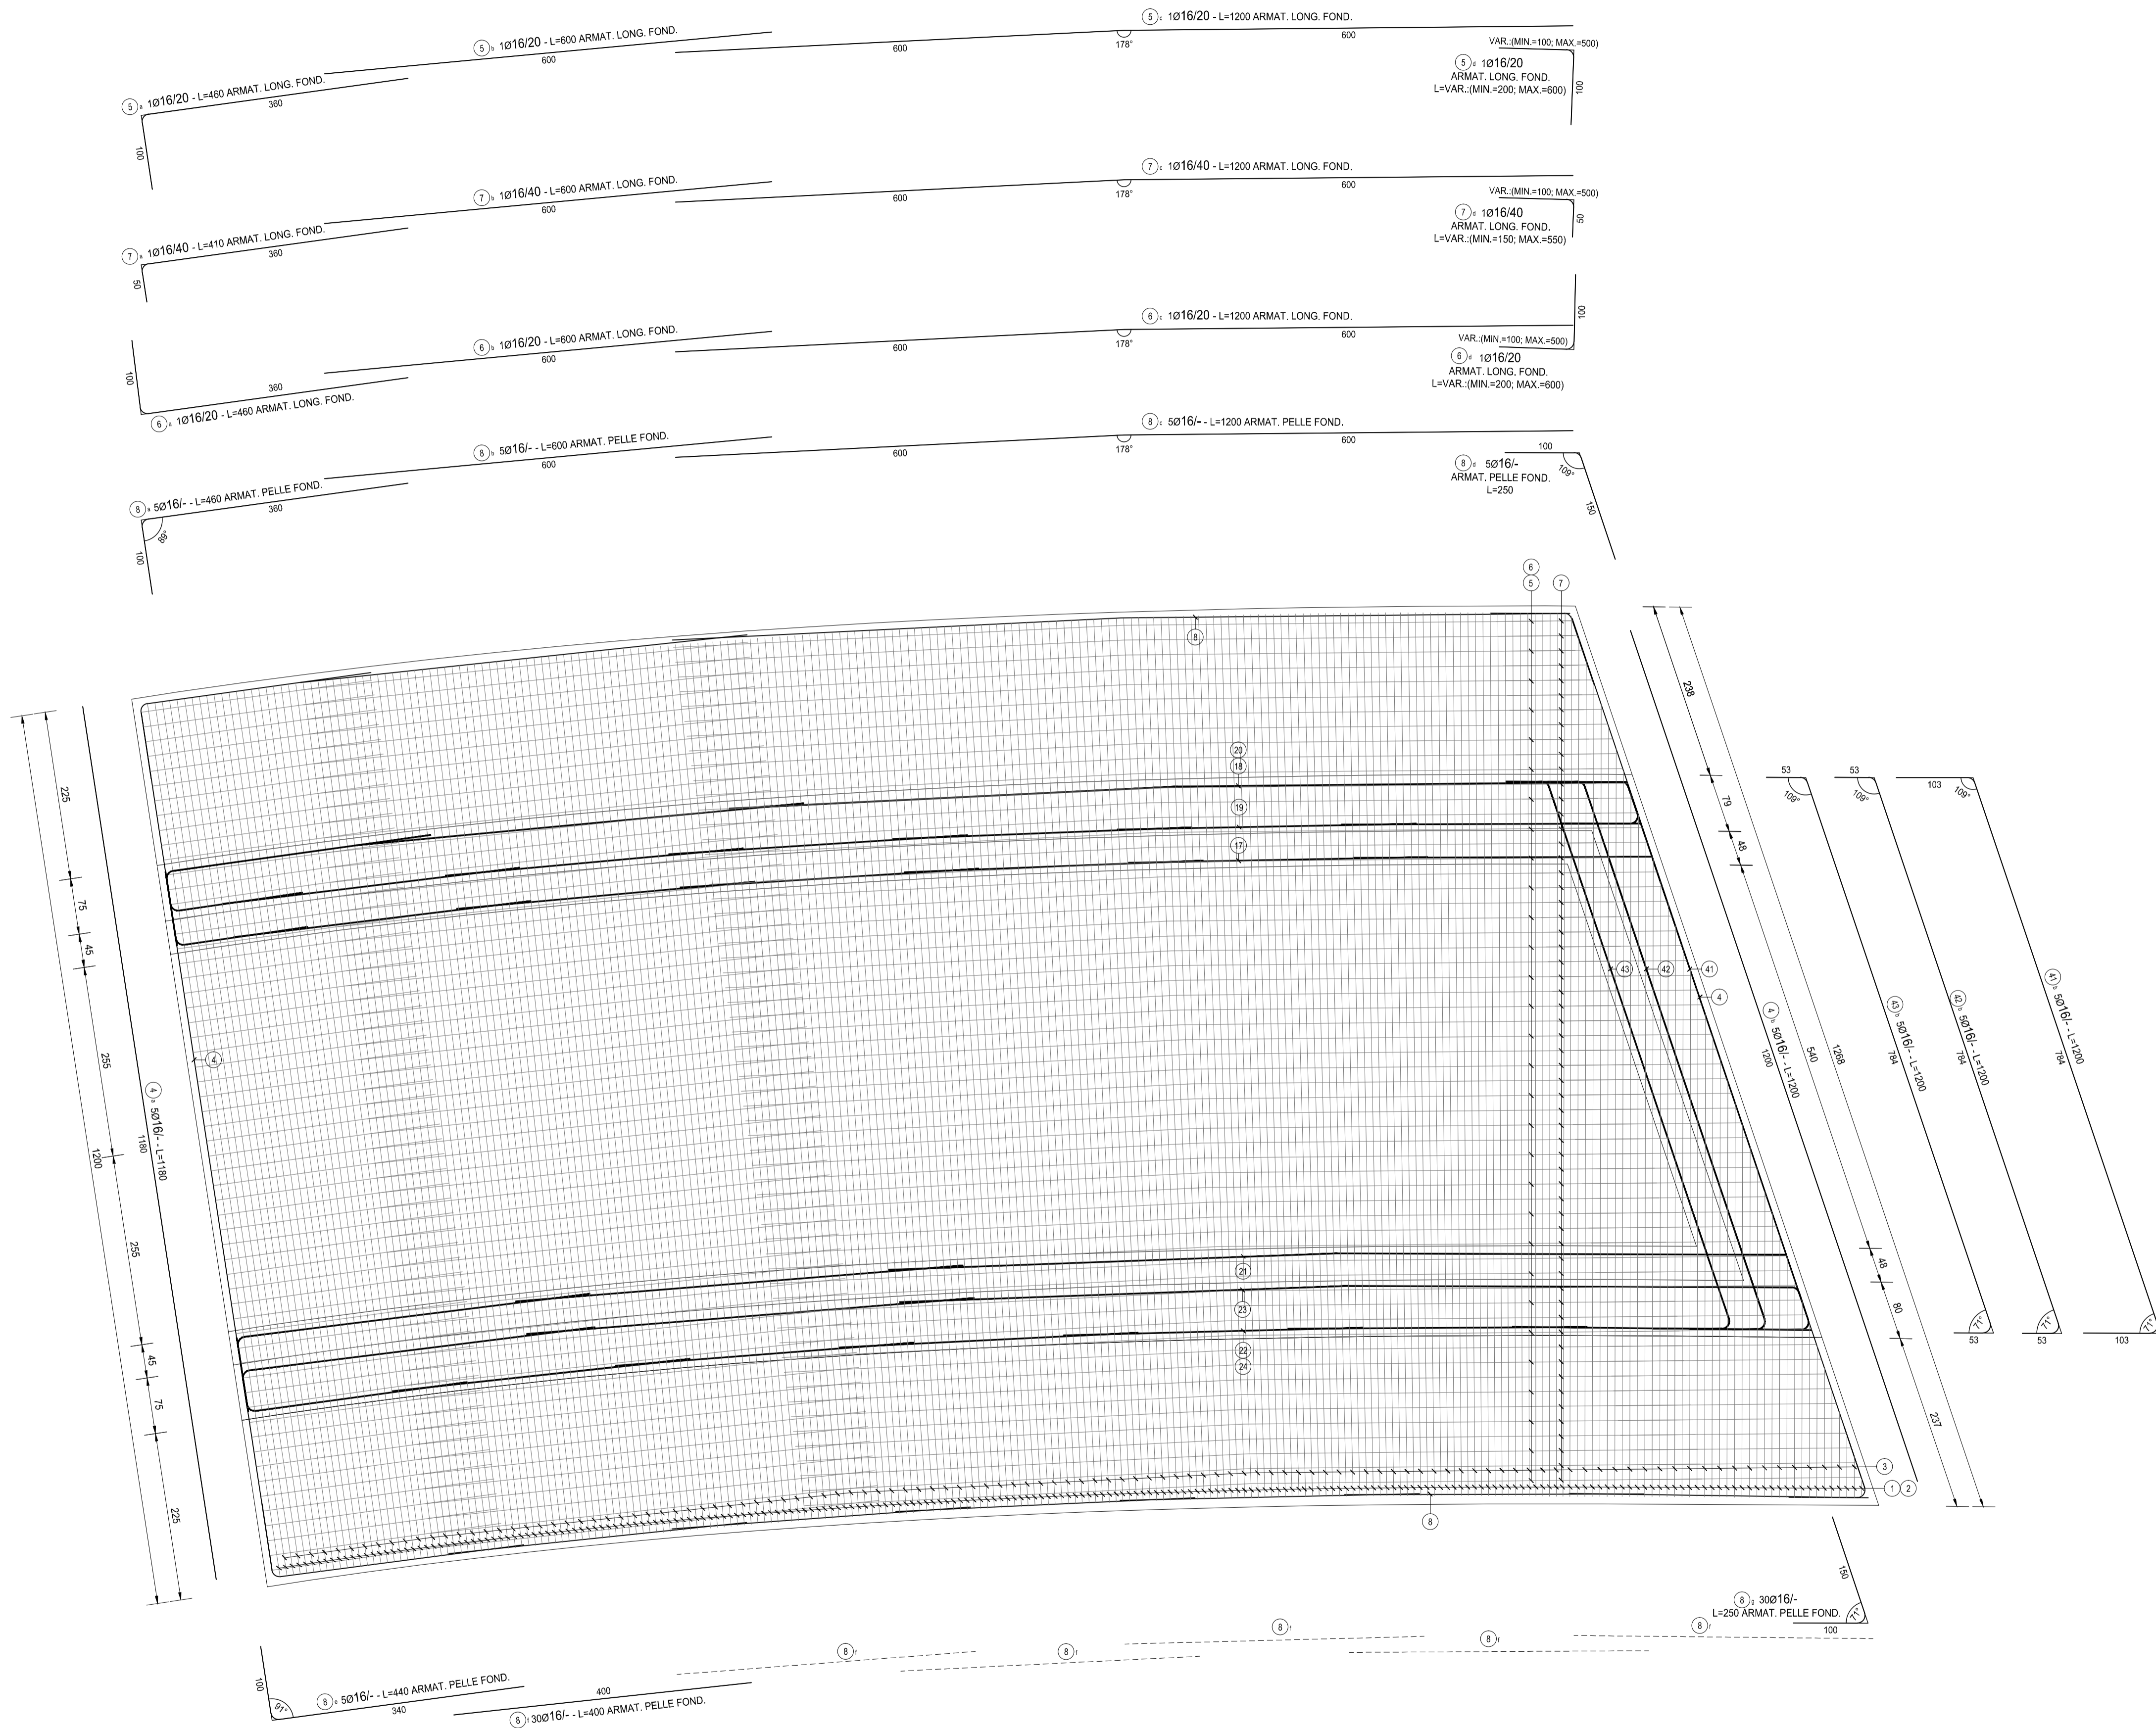 5 c 1Ø16/20 - L=1200 ARMAT. LONG. FOND.
5 b 1Ø16/20 - L=600 ARMAT. LONG. FOND.
600
600
178°
600
VAR.:(MIN.=100; MAX.=500)
5 d 1Ø16/20
ARMAT. LONG. FOND.
L=VAR.:(MIN.=200; MAX.=600)
100
5 a 1Ø16/20 - L=460 ARMAT. LONG. FOND.
360
100
7 c 1Ø16/40 - L=1200 ARMAT. LONG. FOND.
7 b 1Ø16/40 - L=600 ARMAT. LONG. FOND.
600
600
178°
600
VAR.:(MIN.=100; MAX.=500)
7 d 1Ø16/40
ARMAT. LONG. FOND.
L=VAR.:(MIN.=150; MAX.=550)
50
7 a 1Ø16/40 - L=410 ARMAT. LONG. FOND.
360
50
6 c 1Ø16/20 - L=1200 ARMAT. LONG. FOND.
6 b 1Ø16/20 - L=600 ARMAT. LONG. FOND.
600
600
178°
600
100
VAR.:(MIN.=100; MAX.=500)
6 d 1Ø16/20
ARMAT. LONG. FOND.
L=VAR.:(MIN.=200; MAX.=600)
100
360
6 a 1Ø16/20 - L=460 ARMAT. LONG. FOND.
8 c 5Ø16/- - L=1200 ARMAT. PELLE FOND.
8 b 5Ø16/- - L=600 ARMAT. PELLE FOND.
600
600
178°
600
100
109°
8 d 5Ø16/-
ARMAT. PELLE FOND.
L=250
150
8 a 5Ø16/- - L=460 ARMAT. PELLE FOND.
360
89°
100
6
5
7
8
20
18
19
17
43
42
41
4
4
21
23
22
24
3
1
2
8
225
75
45
255
255
45
75
225
1200
4 a 5Ø16/- - L=1180
1180
238
79
48
540
48
80
237
1268
4 b 5Ø16/- - L=1200
1200
53
109°
43 b 5Ø16/- - L=1200
784
71°
53
53
109°
42 b 5Ø16/- - L=1200
784
71°
53
103
109°
41 b 5Ø16/- - L=1200
784
71°
103
150
8 g 30Ø16/-
L=250 ARMAT. PELLE FOND.
71°
100
8 f
8 f
8 f
8 f
8 f
100
91°
8 e 5Ø16/- - L=440 ARMAT. PELLE FOND.
340
400
8 f 30Ø16/- - L=400 ARMAT. PELLE FOND.